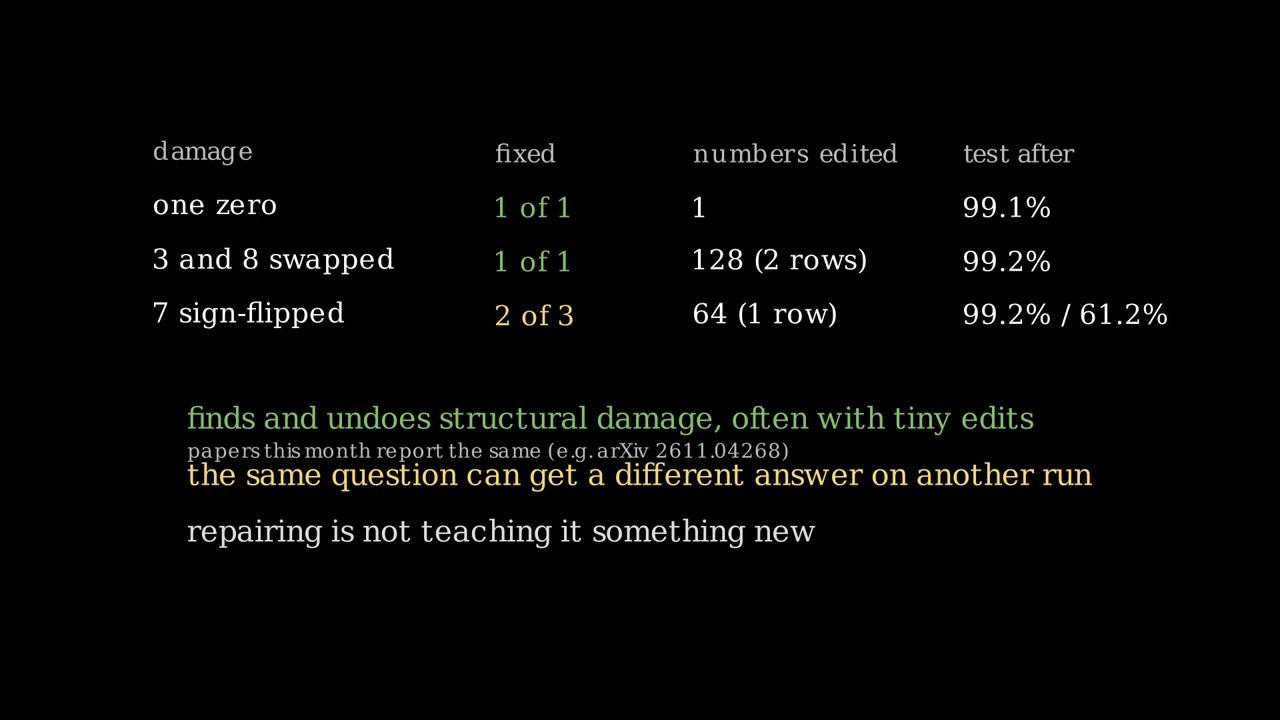 damage fixed numbers edited test after
one zero 1 of 1 1 99.1%
3 and 8 swapped 1 of 1 128 (2 rows) 99.2%
7 sign-flipped 2 of 3 64 (1 row) 99.2% / 61.2%
finds and undoes structural damage, often with tiny edits
papers this month report the same (e.g. arXiv 2611.04268)
the same question can get a different answer on another run
repairing is not teaching it something new